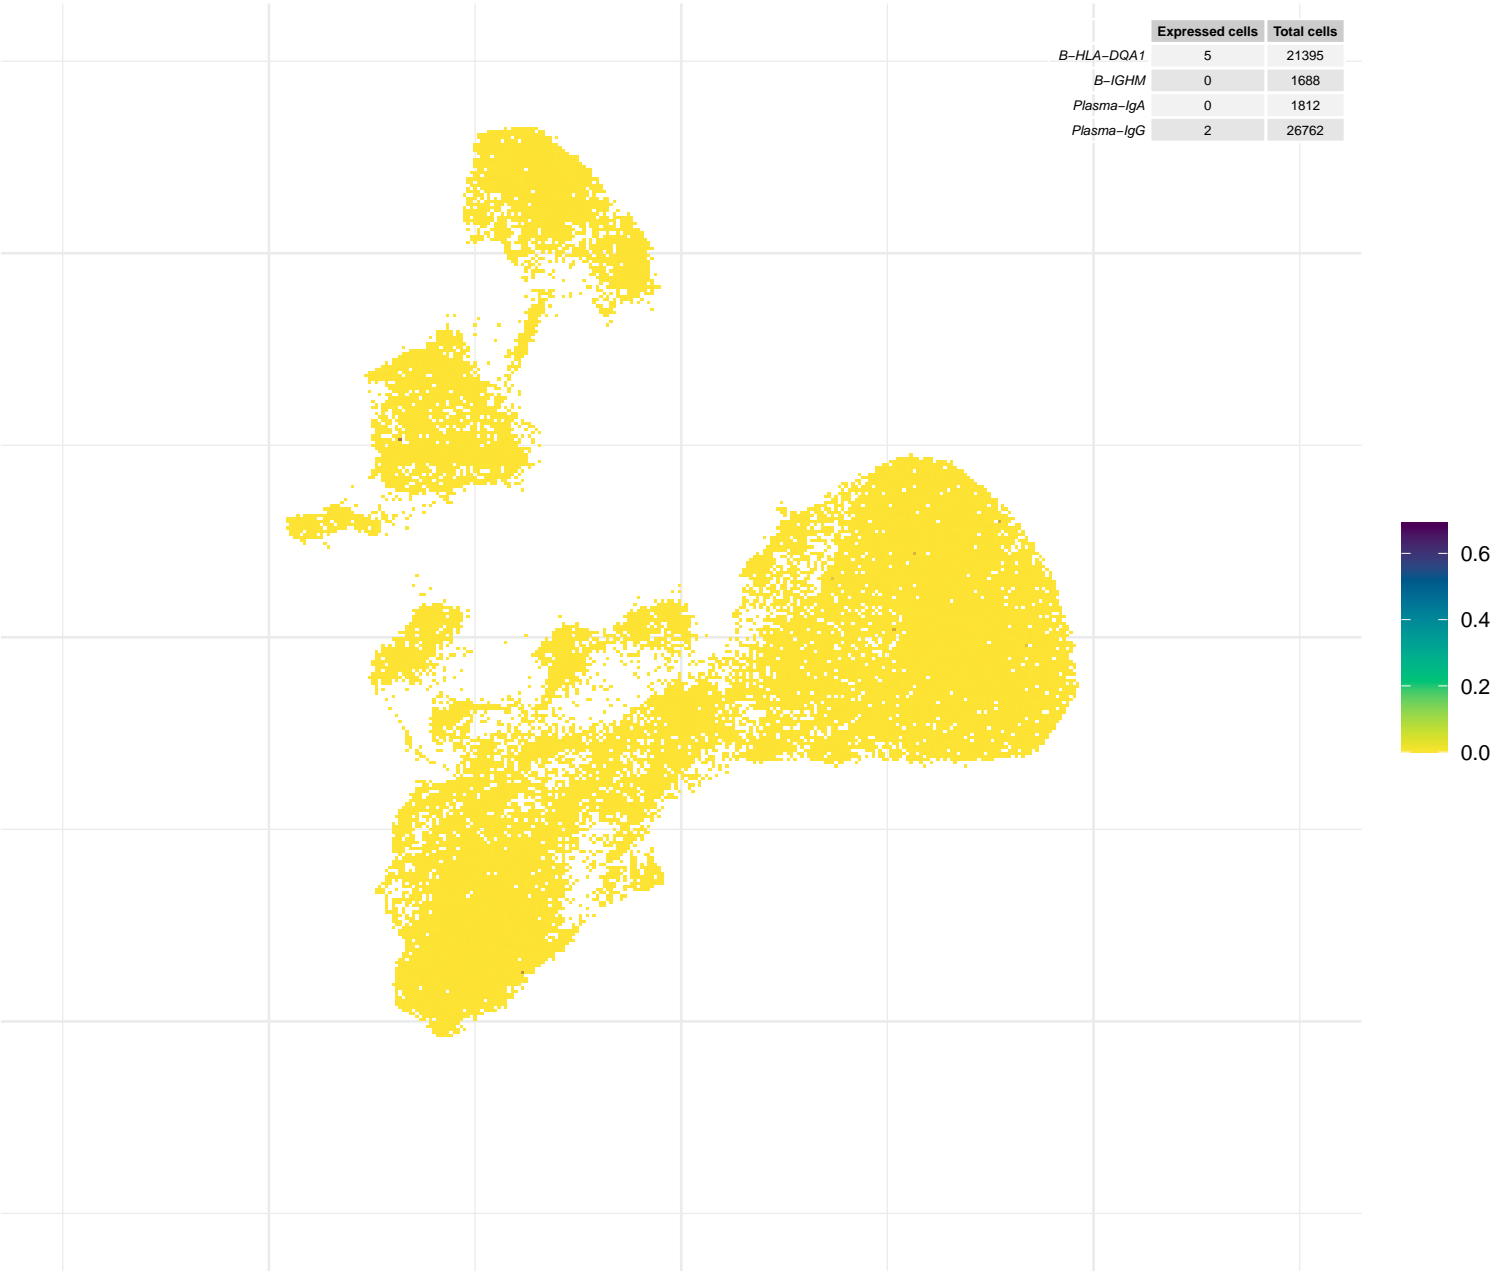 Expressed cells Total cells
B−HLA−DQA1 5 21395
B−IGHM 0 1688
Plasma−IgA 0 1812
Plasma−IgG 2 26762
0.6
0.4
0.2
0.0